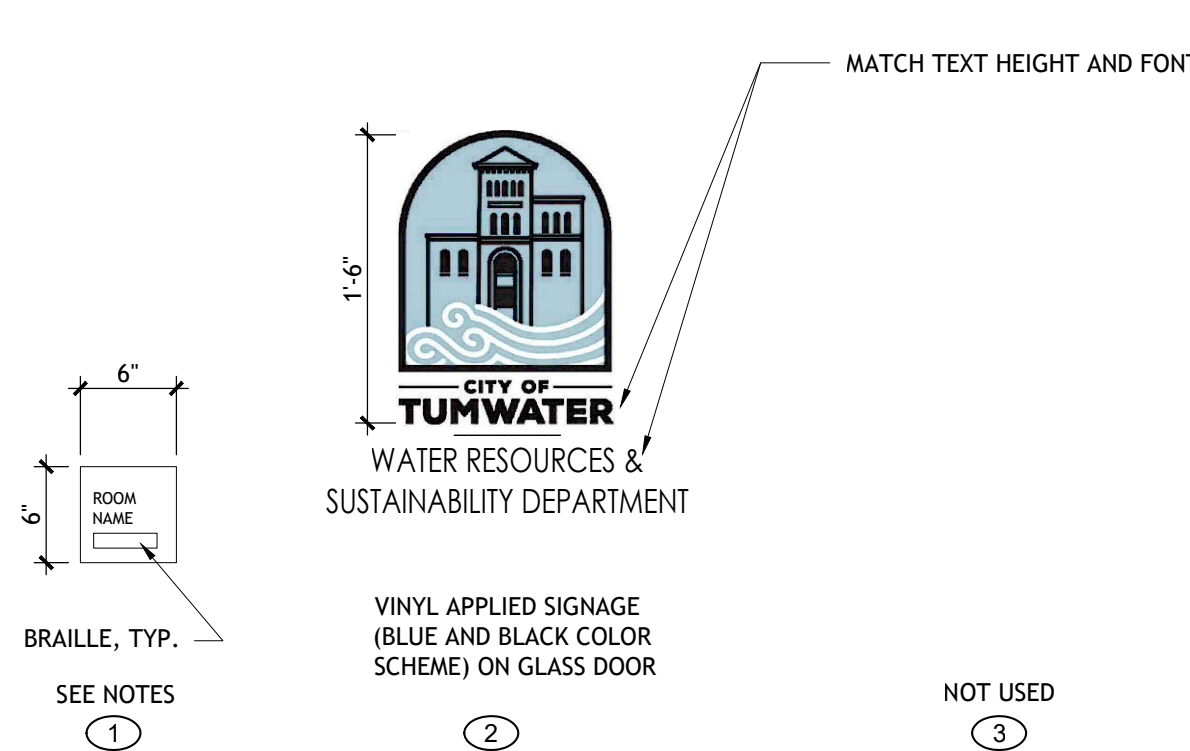 MATCH TEXT HEIGHT AND FONT
1'-6"
CITY OF
TUMWATER
WATER RESOURCES &
SUSTAINABILITY DEPARTMENT
6"
6"
ROOM
NAME
BRAILLE, TYP.
SEE NOTES
1
VINYL APPLIED SIGNAGE
(BLUE AND BLACK COLOR
SCHEME) ON GLASS DOOR
2
NOT USED
3